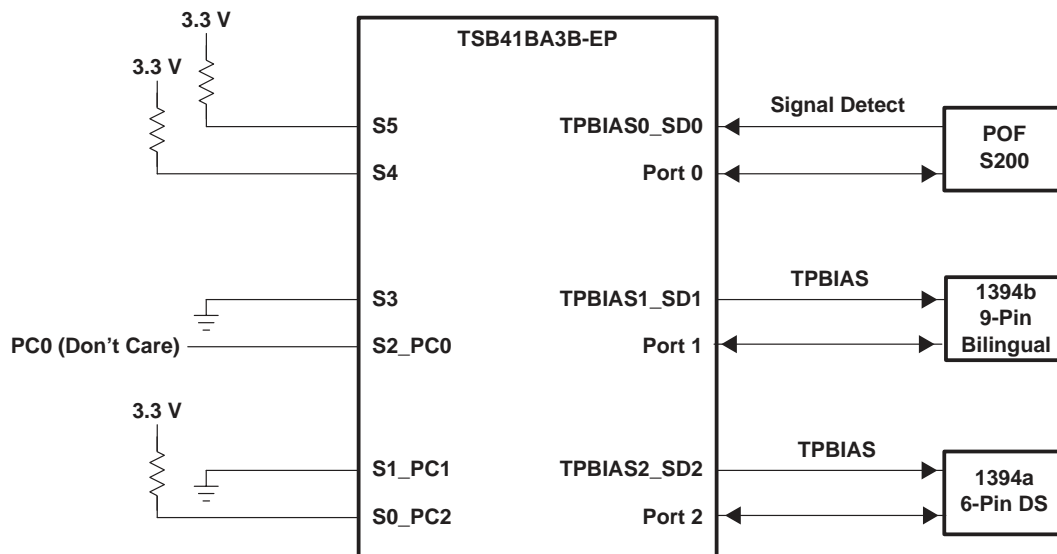 TSB41BA3B-EP
3.3 V
3.3 V
S5
S4
TPBIAS0_SD0
Port 0
Signal Detect
POF
S200
S3
PC0 (Don't Care)
S2_PC0
TPBIAS1_SD1
Port 1
TPBIAS
1394b
9-Pin
Bilingual
3.3 V
S1_PC1
S0_PC2
TPBIAS2_SD2
Port 2
TPBIAS
1394a
6-Pin DS